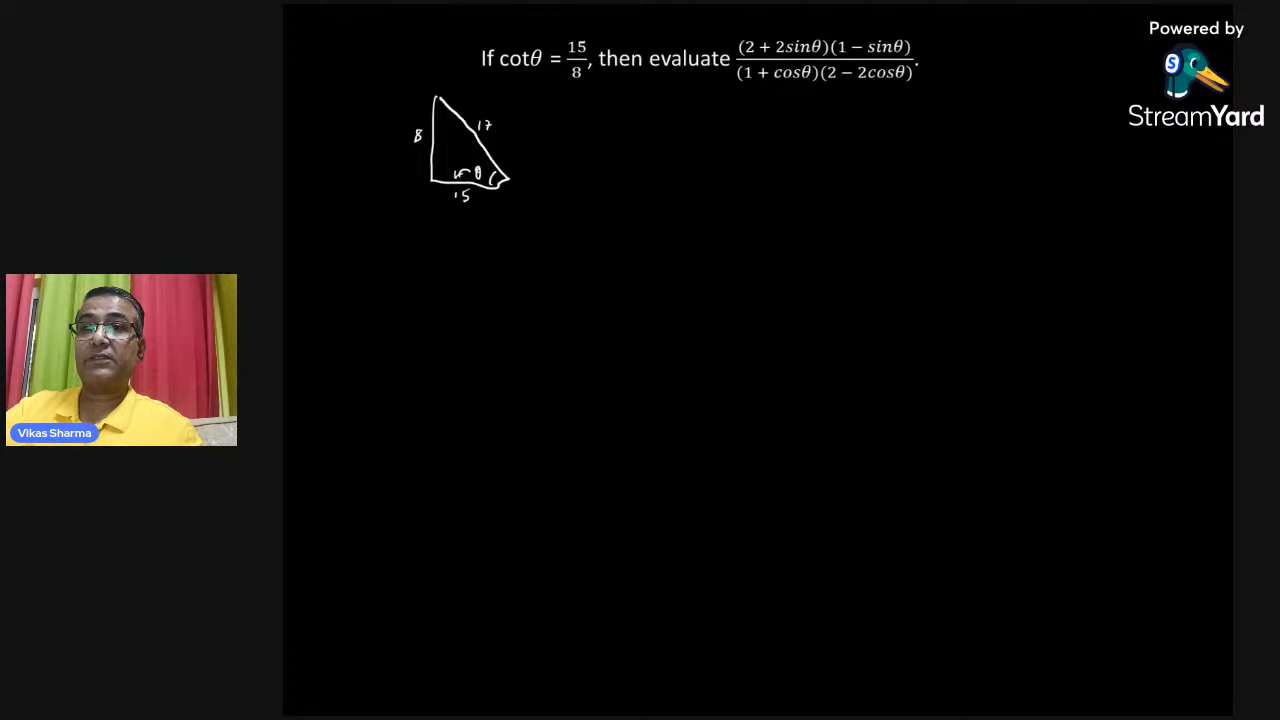 Powered by
StreamYard
If cotθ = 15/8, then evaluate (2 + 2sinθ)(1 − sinθ)/(1 + cosθ)(2 − 2cosθ).
8
17
θ
15
Vikas Sharma